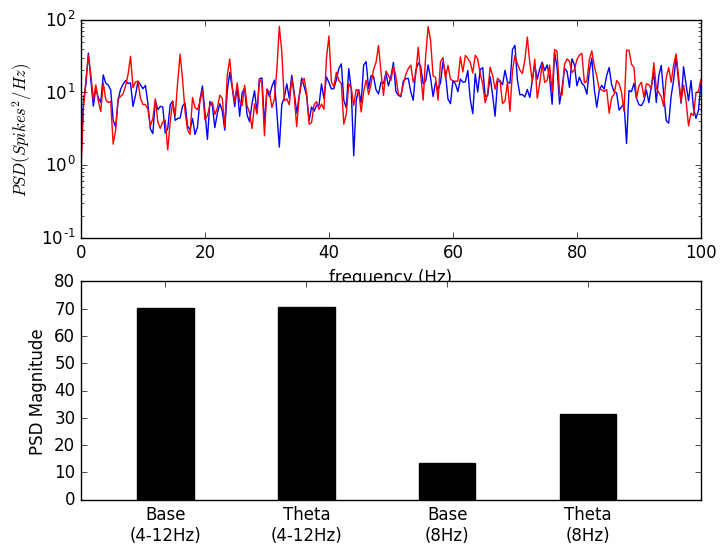 10^2
10^1
10^0
10^-1
PSD(Spikes^2/Hz)
0 20 40 60 80 100
frequency (Hz)
80
70
60
50
40
30
20
10
0
PSD Magnitude
Base Theta Base Theta
(4-12Hz) (4-12Hz) (8Hz) (8Hz)